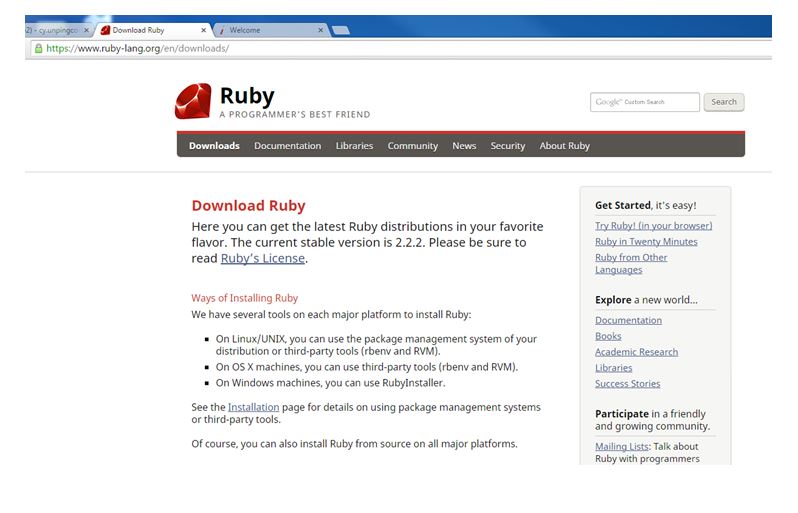 2) - cy.unpingco
Download Ruby
Welcome
https://www.ruby-lang.org/en/downloads/
Ruby
A PROGRAMMER'S BEST FRIEND
Google™ Custom Search
Search
Downloads Documentation Libraries Community News Security About Ruby
Download Ruby
Here you can get the latest Ruby distributions in your favorite
flavor. The current stable version is 2.2.2. Please be sure to
read Ruby's License.
Ways of Installing Ruby
We have several tools on each major platform to install Ruby:
▪ On Linux/UNIX, you can use the package management system of your
distribution or third-party tools (rbenv and RVM).
▪ On OS X machines, you can use third-party tools (rbenv and RVM).
▪ On Windows machines, you can use RubyInstaller.
See the Installation page for details on using package management systems
or third-party tools.
Of course, you can also install Ruby from source on all major platforms.
Get Started, it's easy!
Try Ruby! (in your browser)
Ruby in Twenty Minutes
Ruby from Other
Languages
Explore a new world...
Documentation
Books
Academic Research
Libraries
Success Stories
Participate in a friendly
and growing community.
Mailing Lists: Talk about
Ruby with programmers